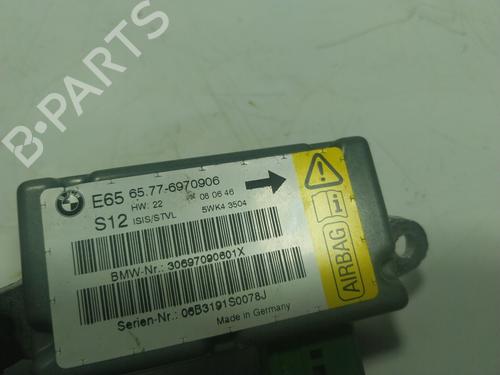 B-PARTS
E65 65.77-6970906
HW: 22 06 06 46
S12 ISIS/STVL 5WK4 3504
BMW-Nr.: 30697090601X
Serien-Nr.: 06B3191S0078J
Made in Germany
AIRBAG